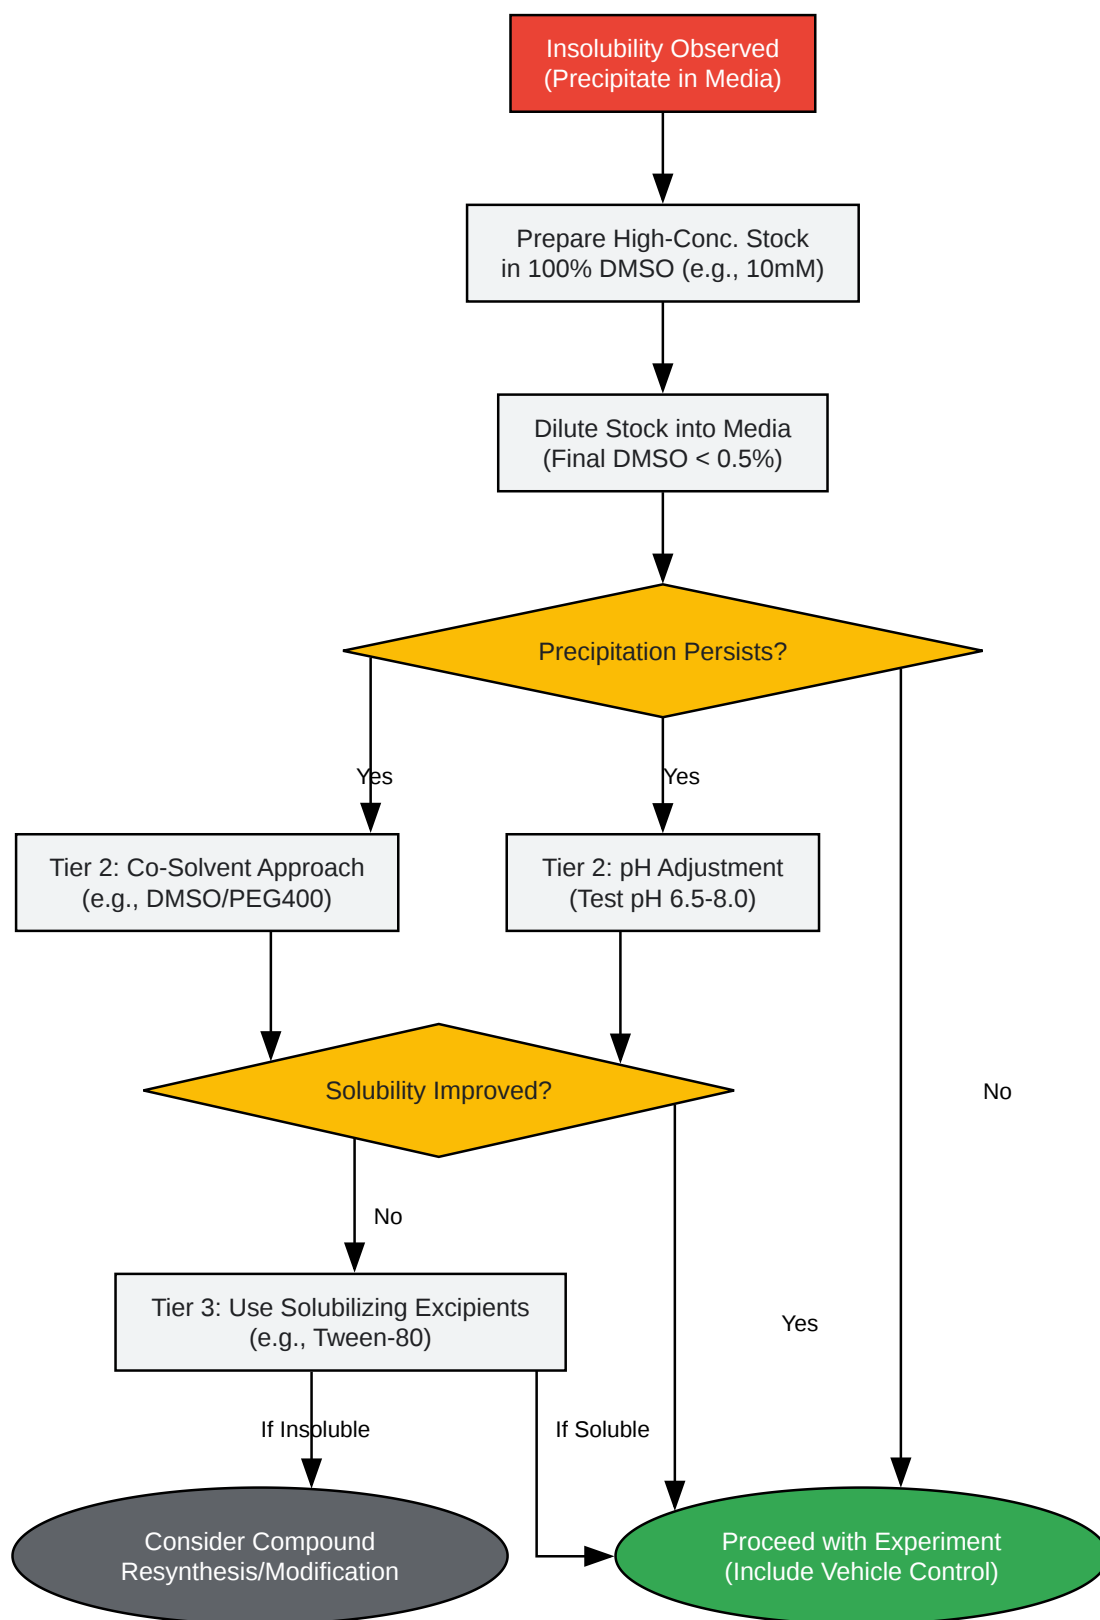 Insolubility Observed
(Precipitate in Media)
Prepare High-Conc. Stock
in 100% DMSO (e.g., 10mM)
Dilute Stock into Media
(Final DMSO < 0.5%)
Precipitation Persists?
Yes
Yes
Tier 2: Co-Solvent Approach
(e.g., DMSO/PEG400)
Tier 2: pH Adjustment
(Test pH 6.5-8.0)
Solubility Improved?
No
No
Tier 3: Use Solubilizing Excipients
(e.g., Tween-80)
Yes
If Insoluble
If Soluble
Consider Compound
Resynthesis/Modification
Proceed with Experiment
(Include Vehicle Control)